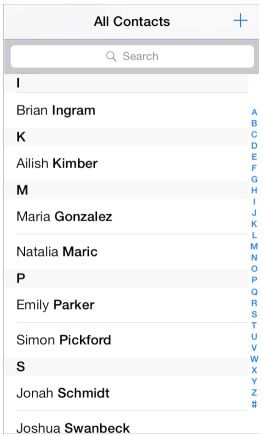 All Contacts +
Search
I
Brian Ingram
K
Ailish Kimber
M
Maria Gonzalez
Natalia Maric
P
Emily Parker
Simon Pickford
S
Jonah Schmidt
Joshua Swanbeck
A
B
C
D
E
F
G
H
I
J
K
L
M
N
O
P
Q
R
S
T
U
V
W
X
Y
Z
#